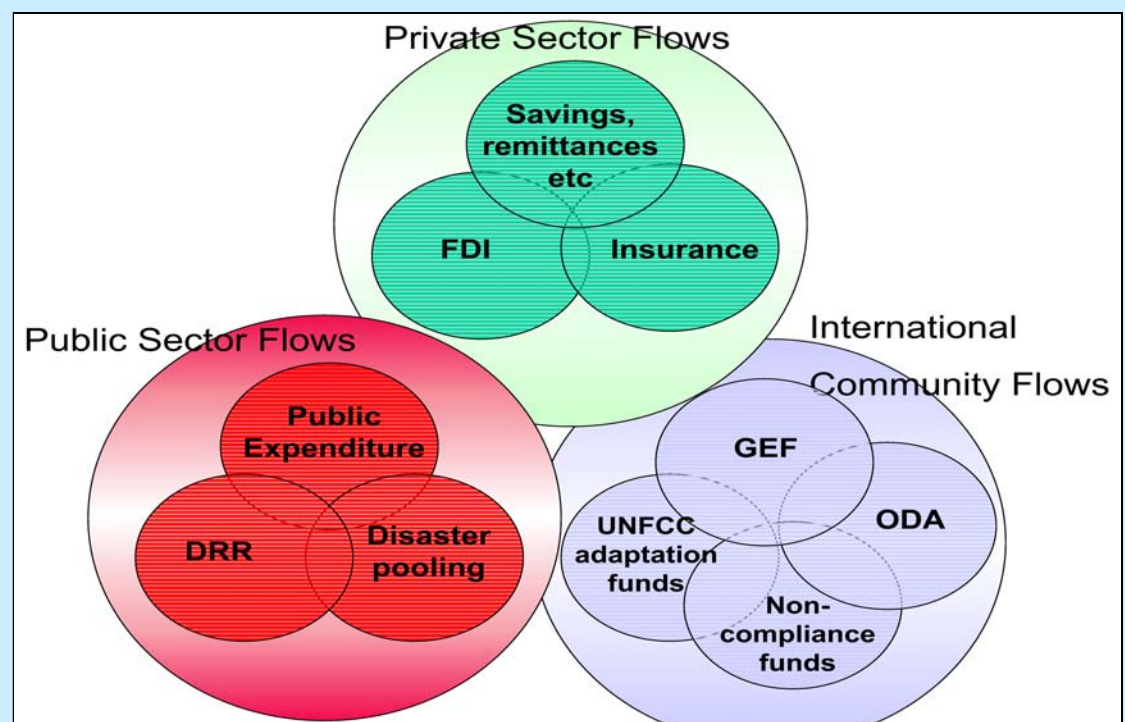 Private Sector Flows
Savings,
remittances
etc
FDI
Insurance
Public Sector Flows
Public
Expenditure
DRR
Disaster
pooling
International
Community Flows
GEF
UNFCC
adaptation
funds
ODA
Non-
compliance
funds